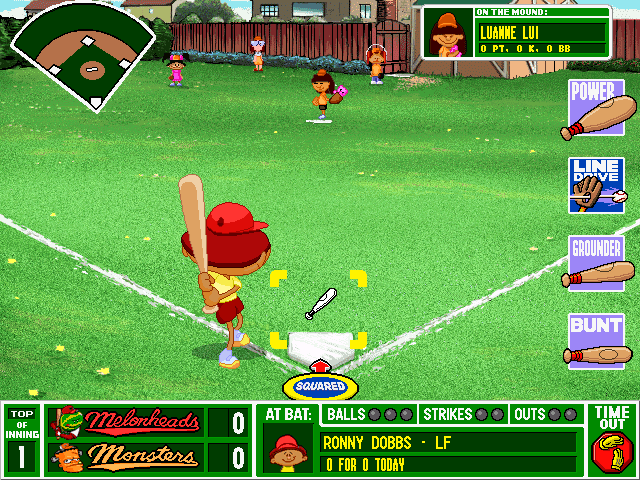 ON THE MOUND:
LUANNE LUI
0 PT, 0 K, 0 BB
POWER
LINE DRIVE
GROUNDER
BUNT
SQUARED
TOP OF INNING
1
Melonheads 0
Monsters 0
AT BAT:
BALLS STRIKES OUTS
RONNY DOBBS - LF
0 FOR 0 TODAY
TIME OUT